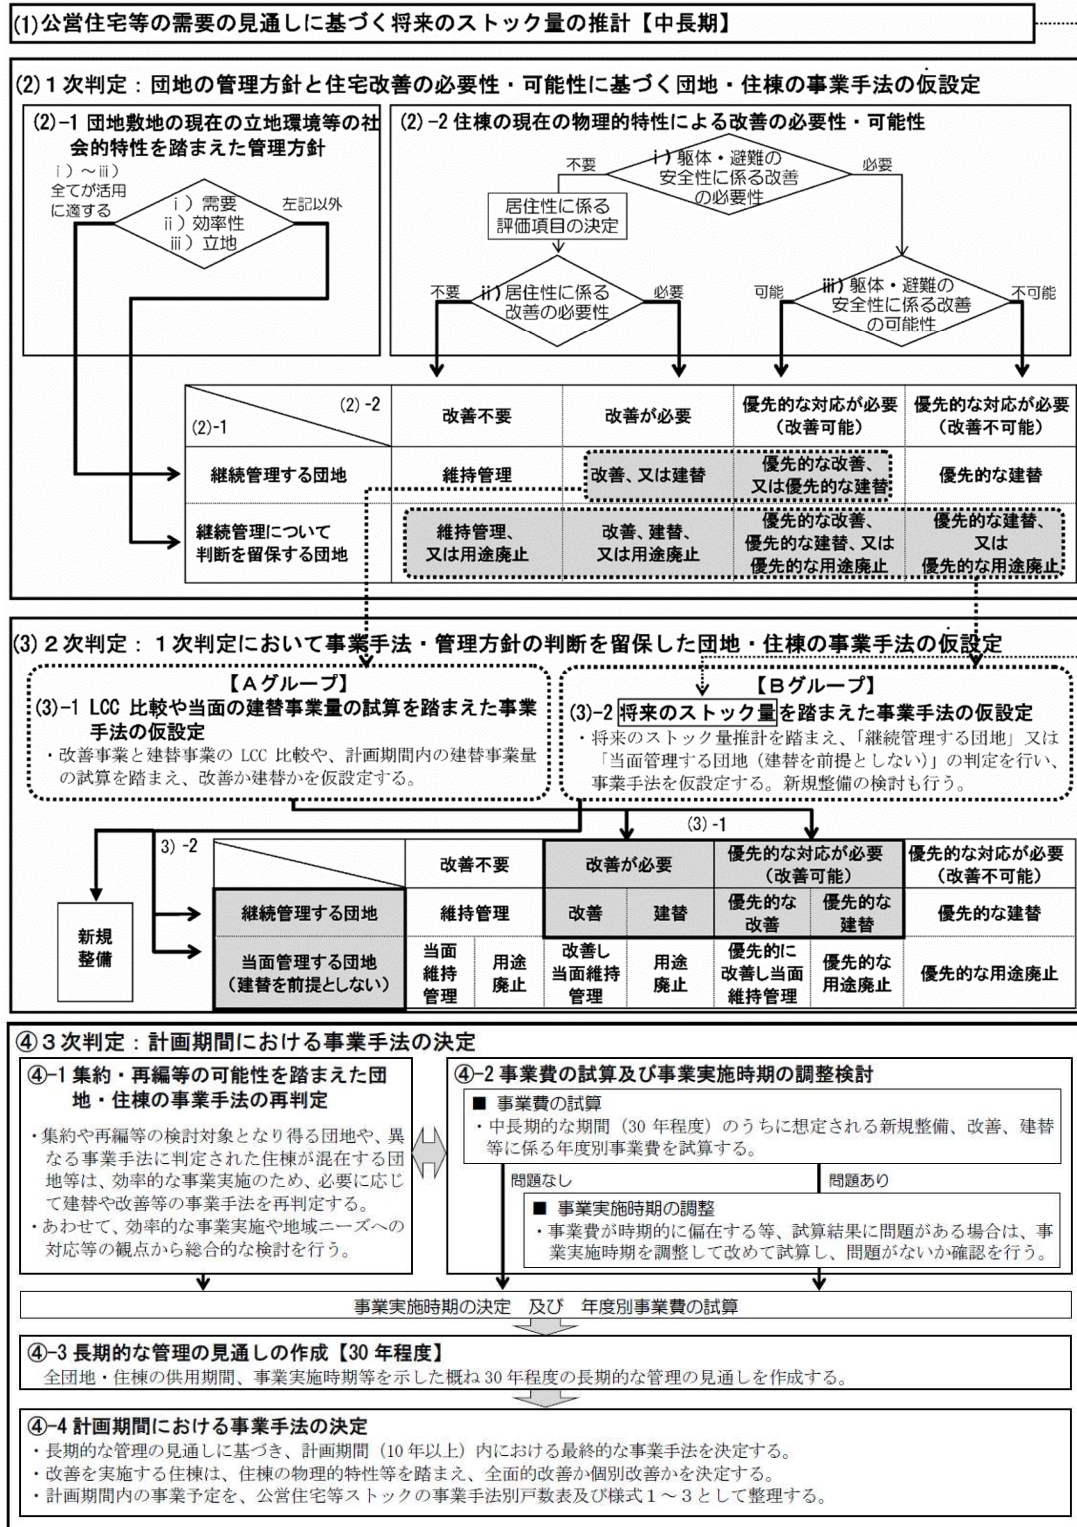 (1)公営住宅等の需要の見通しに基づく将来のストック量の推計【中長期】
(2)１次判定：団地の管理方針と住宅改善の必要性・可能性に基づく団地・住棟の事業手法の仮設定
(2)-1 団地敷地の現在の立地環境等の社
会的特性を踏まえた管理方針
ⅰ）～ⅲ）
全てが活用
に適する
ⅰ）需要
ⅱ）効率性
ⅲ）立地
左記以外
(2)-2 住棟の現在の物理的特性による改善の必要性・可能性
不要
ⅰ)躯体・避難の
安全性に係る改善
の必要性
必要
居住性に係る
評価項目の決定
不要
ⅱ)居住性に係る
改善の必要性
必要
可能
ⅲ)躯体・避難の
安全性に係る改善
の可能性
不可能
(2)-2
(2)-1
改善不要
改善が必要
優先的な対応が必要
（改善可能）
優先的な対応が必要
（改善不可能）
継続管理する団地
維持管理
改善、又は建替
優先的な改善、
又は優先的な建替
優先的な建替
継続管理について
判断を留保する団地
維持管理、
又は用途廃止
改善、建替、
又は用途廃止
優先的な改善、
優先的な建替、又は
優先的な用途廃止
優先的な建替、
又は
優先的な用途廃止
(3)２次判定：１次判定において事業手法・管理方針の判断を留保した団地・住棟の事業手法の仮設定
【Ａグループ】
(3)-1 LCC 比較や当面の建替事業量の試算を踏まえた事業
手法の仮設定
・改善事業と建替事業の LCC 比較や、計画期間内の建替事業量
の試算を踏まえ、改善か建替かを仮設定する。
【Ｂグループ】
(3)-2 将来のストック量を踏まえた事業手法の仮設定
・将来のストック量推計を踏まえ、「継続管理する団地」又は
「当面管理する団地（建替を前提としない）」の判定を行い、
事業手法を仮設定する。新規整備の検討も行う。
(3)-1
3)-2
改善不要
改善が必要
優先的な対応が必要
（改善可能）
優先的な対応が必要
（改善不可能）
新規
整備
継続管理する団地
維持管理
改善
建替
優先的な
改善
優先的な
建替
優先的な建替
当面管理する団地
（建替を前提としない）
当面
維持
管理
用途
廃止
改善し
当面維持
管理
用途
廃止
優先的に
改善し当面
維持管理
優先的な
用途廃止
優先的な用途廃止
④３次判定：計画期間における事業手法の決定
④-1 集約・再編等の可能性を踏まえた団
地・住棟の事業手法の再判定
・集約や再編等の検討対象となり得る団地や、異
なる事業手法に判定された住棟が混在する団
地等は、効率的な事業実施のため、必要に応じ
て建替や改善等の事業手法を再判定する。
・あわせて、効率的な事業実施や地域ニーズへの
対応等の観点から総合的な検討を行う。
④-2 事業費の試算及び事業実施時期の調整検討
■ 事業費の試算
・中長期的な期間（30 年程度）のうちに想定される新規整備、改善、建替
等に係る年度別事業費を試算する。
問題なし
問題あり
■ 事業実施時期の調整
・事業費が時期的に偏在する等、試算結果に問題がある場合は、事
業実施時期を調整して改めて試算し、問題がないか確認を行う。
事業実施時期の決定　及び　年度別事業費の試算
④-3 長期的な管理の見通しの作成【30 年程度】
全団地・住棟の供用期間、事業実施時期等を示した概ね 30 年程度の長期的な管理の見通しを作成する。
④-4 計画期間における事業手法の決定
・長期的な管理の見通しに基づき、計画期間（10 年以上）内における最終的な事業手法を決定する。
・改善を実施する住棟は、住棟の物理的特性等を踏まえ、全面的改善か個別改善かを決定する。
・計画期間内の事業予定を、公営住宅等ストックの事業手法別戸数表及び様式１～３として整理する。